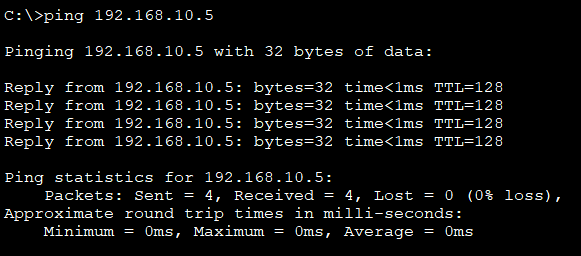 C:\>ping 192.168.10.5
Pinging 192.168.10.5 with 32 bytes of data:
Reply from 192.168.10.5: bytes=32 time<1ms TTL=128
Reply from 192.168.10.5: bytes=32 time<1ms TTL=128
Reply from 192.168.10.5: bytes=32 time<1ms TTL=128
Reply from 192.168.10.5: bytes=32 time<1ms TTL=128
Ping statistics for 192.168.10.5:
    Packets: Sent = 4, Received = 4, Lost = 0 (0% loss),
Approximate round trip times in milli-seconds:
    Minimum = 0ms, Maximum = 0ms, Average = 0ms